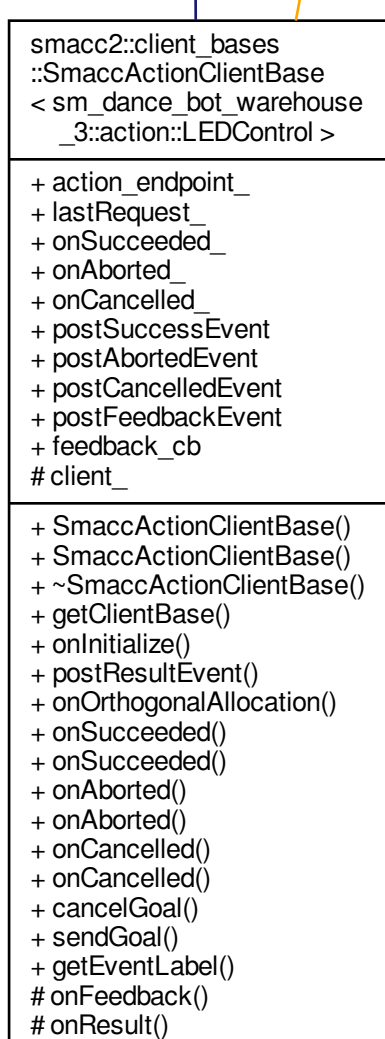 smacc2::client_bases
::SmaccActionClientBase
< sm_dance_bot_warehouse
_3::action::LEDControl >
+ action_endpoint_
+ lastRequest_
+ onSucceeded_
+ onAborted_
+ onCancelled_
+ postSuccessEvent
+ postAbortedEvent
+ postCancelledEvent
+ postFeedbackEvent
+ feedback_cb
# client_
+ SmaccActionClientBase()
+ SmaccActionClientBase()
+ ~SmaccActionClientBase()
+ getClientBase()
+ onInitialize()
+ postResultEvent()
+ onOrthogonalAllocation()
+ onSucceeded()
+ onSucceeded()
+ onAborted()
+ onAborted()
+ onCancelled()
+ onCancelled()
+ cancelGoal()
+ sendGoal()
+ getEventLabel()
# onFeedback()
# onResult()